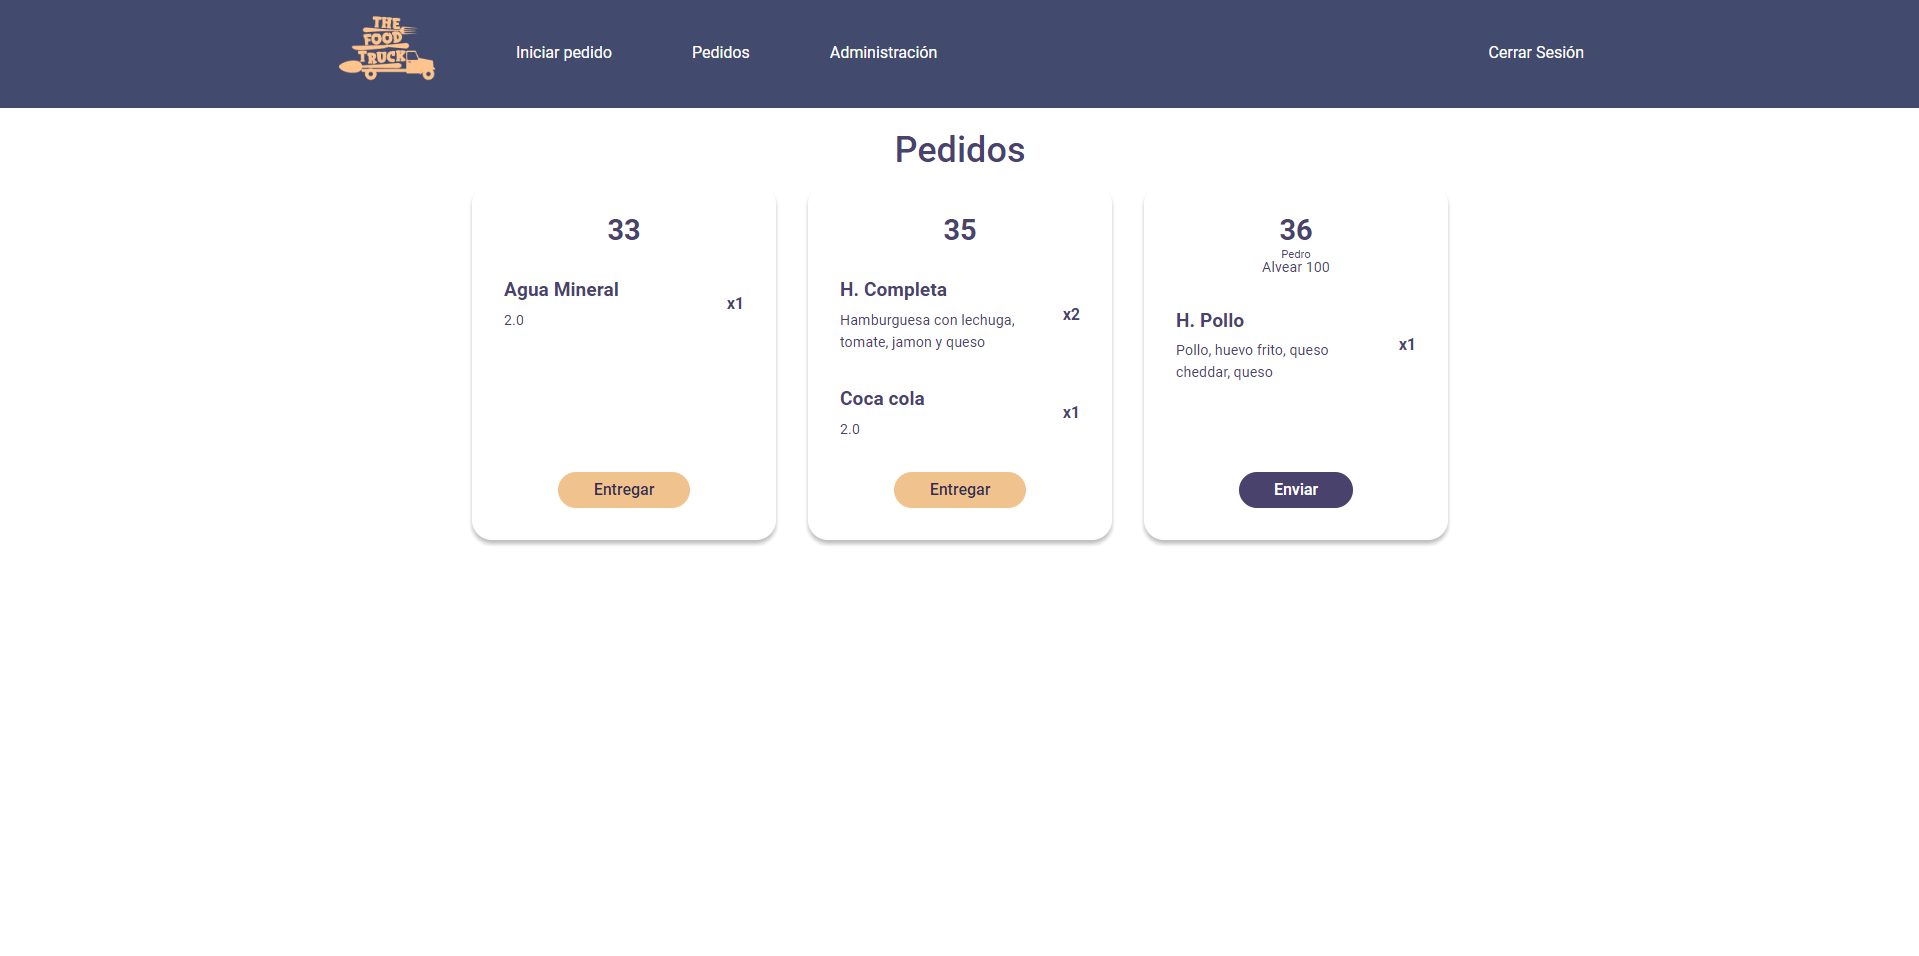 THE
FOOD
TRUCK
Iniciar pedido
Pedidos
Administración
Cerrar Sesión
Pedidos
33
Agua Mineral
x1
2.0
Entregar
35
H. Completa
x2
Hamburguesa con lechuga,
tomate, jamon y queso
Coca cola
x1
2.0
Entregar
36
Pedro
Alvear 100
H. Pollo
x1
Pollo, huevo frito, queso
cheddar, queso
Enviar